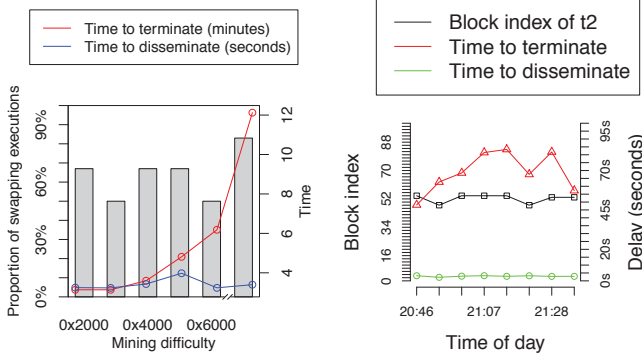 Time to terminate (minutes)
Time to disseminate (seconds)
Proportion of swapping executions
0% 30% 60% 90%
4 6 8 10 12
Time
0x2000 0x4000 0x6000
Mining difficulty
Block index of t2
Time to terminate
Time to disseminate
Block index
0 16 34 52 70 88
0s 20s 45s 70s 95s
Delay (seconds)
20:46 21:07 21:28
Time of day